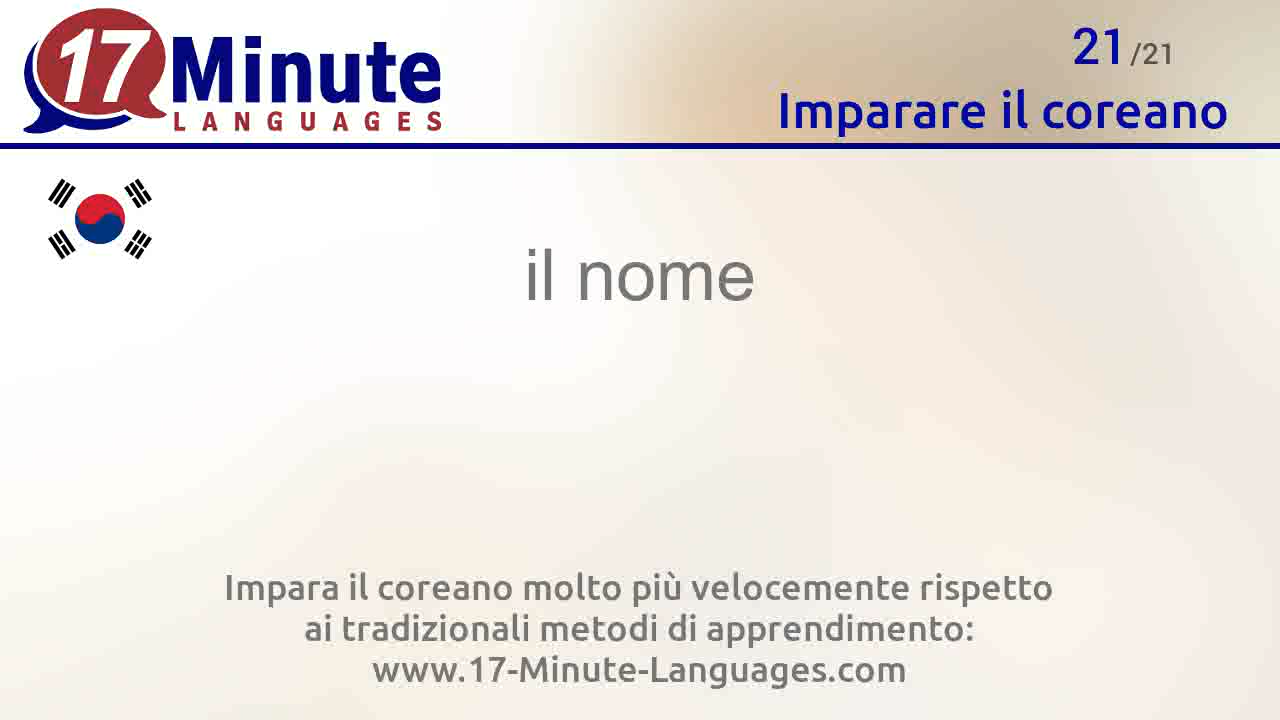 17 Minute
LANGUAGES
21/21
Imparare il coreano
il nome
Impara il coreano molto più velocemente rispetto
ai tradizionali metodi di apprendimento:
www.17-Minute-Languages.com